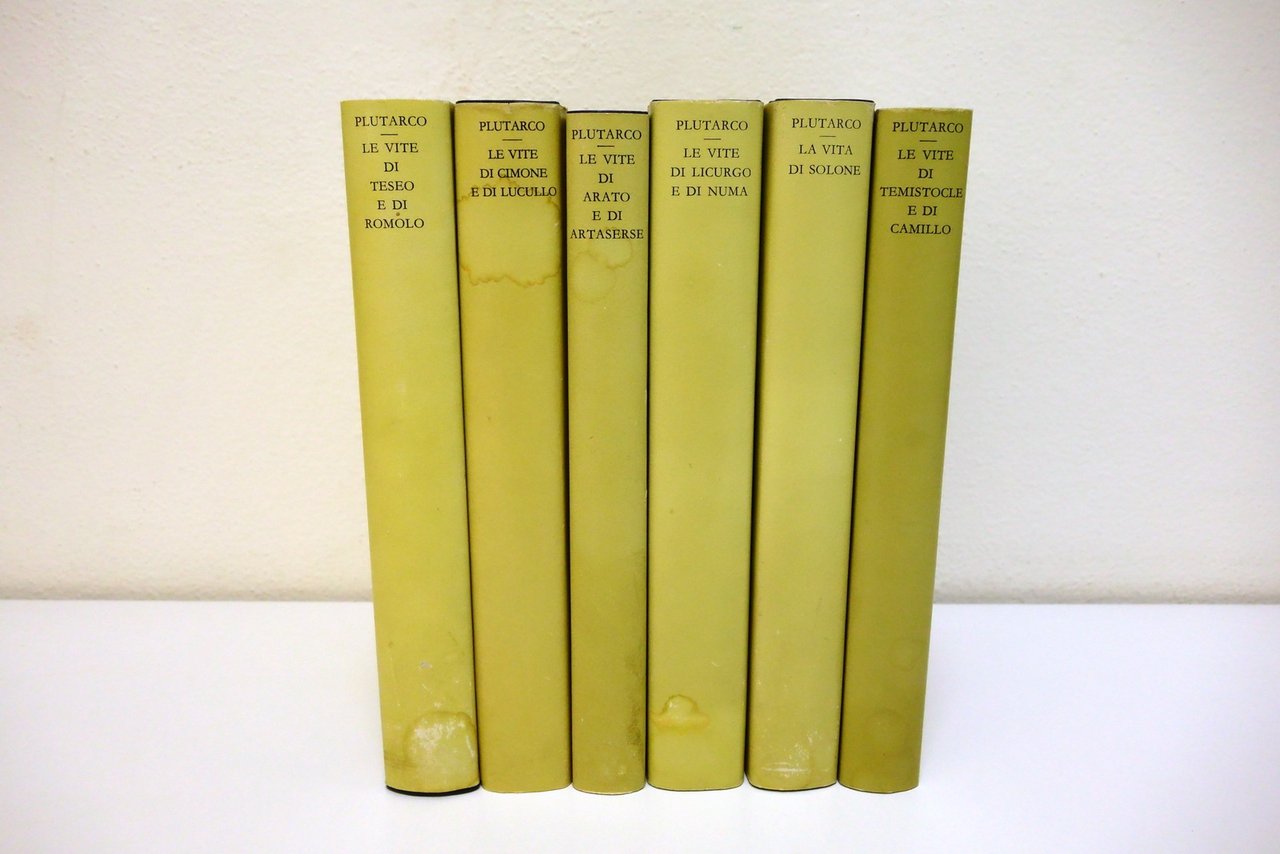 PLUTARCO
LE VITE
DI
TESEO
E DI
ROMOLO
PLUTARCO
LE VITE
DI CIMONE
E DI LUCULLO
PLUTARCO
LE VITE
DI
ARATO
E DI
ARTASERSE
PLUTARCO
LE VITE
DI LICURGO
E DI NUMA
PLUTARCO
LA VITA
DI SOLONE
PLUTARCO
LE VITE
DI
TEMISTOCLE
E DI
CAMILLO